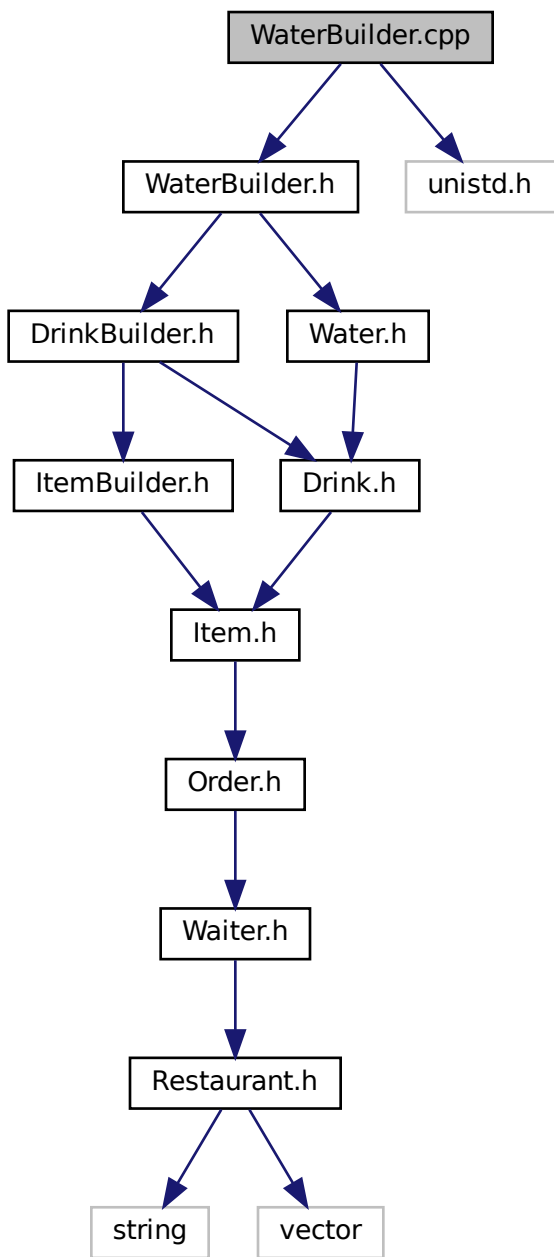 WaterBuilder.cpp
WaterBuilder.h
unistd.h
DrinkBuilder.h
Water.h
ItemBuilder.h
Drink.h
Item.h
Order.h
Waiter.h
Restaurant.h
string
vector